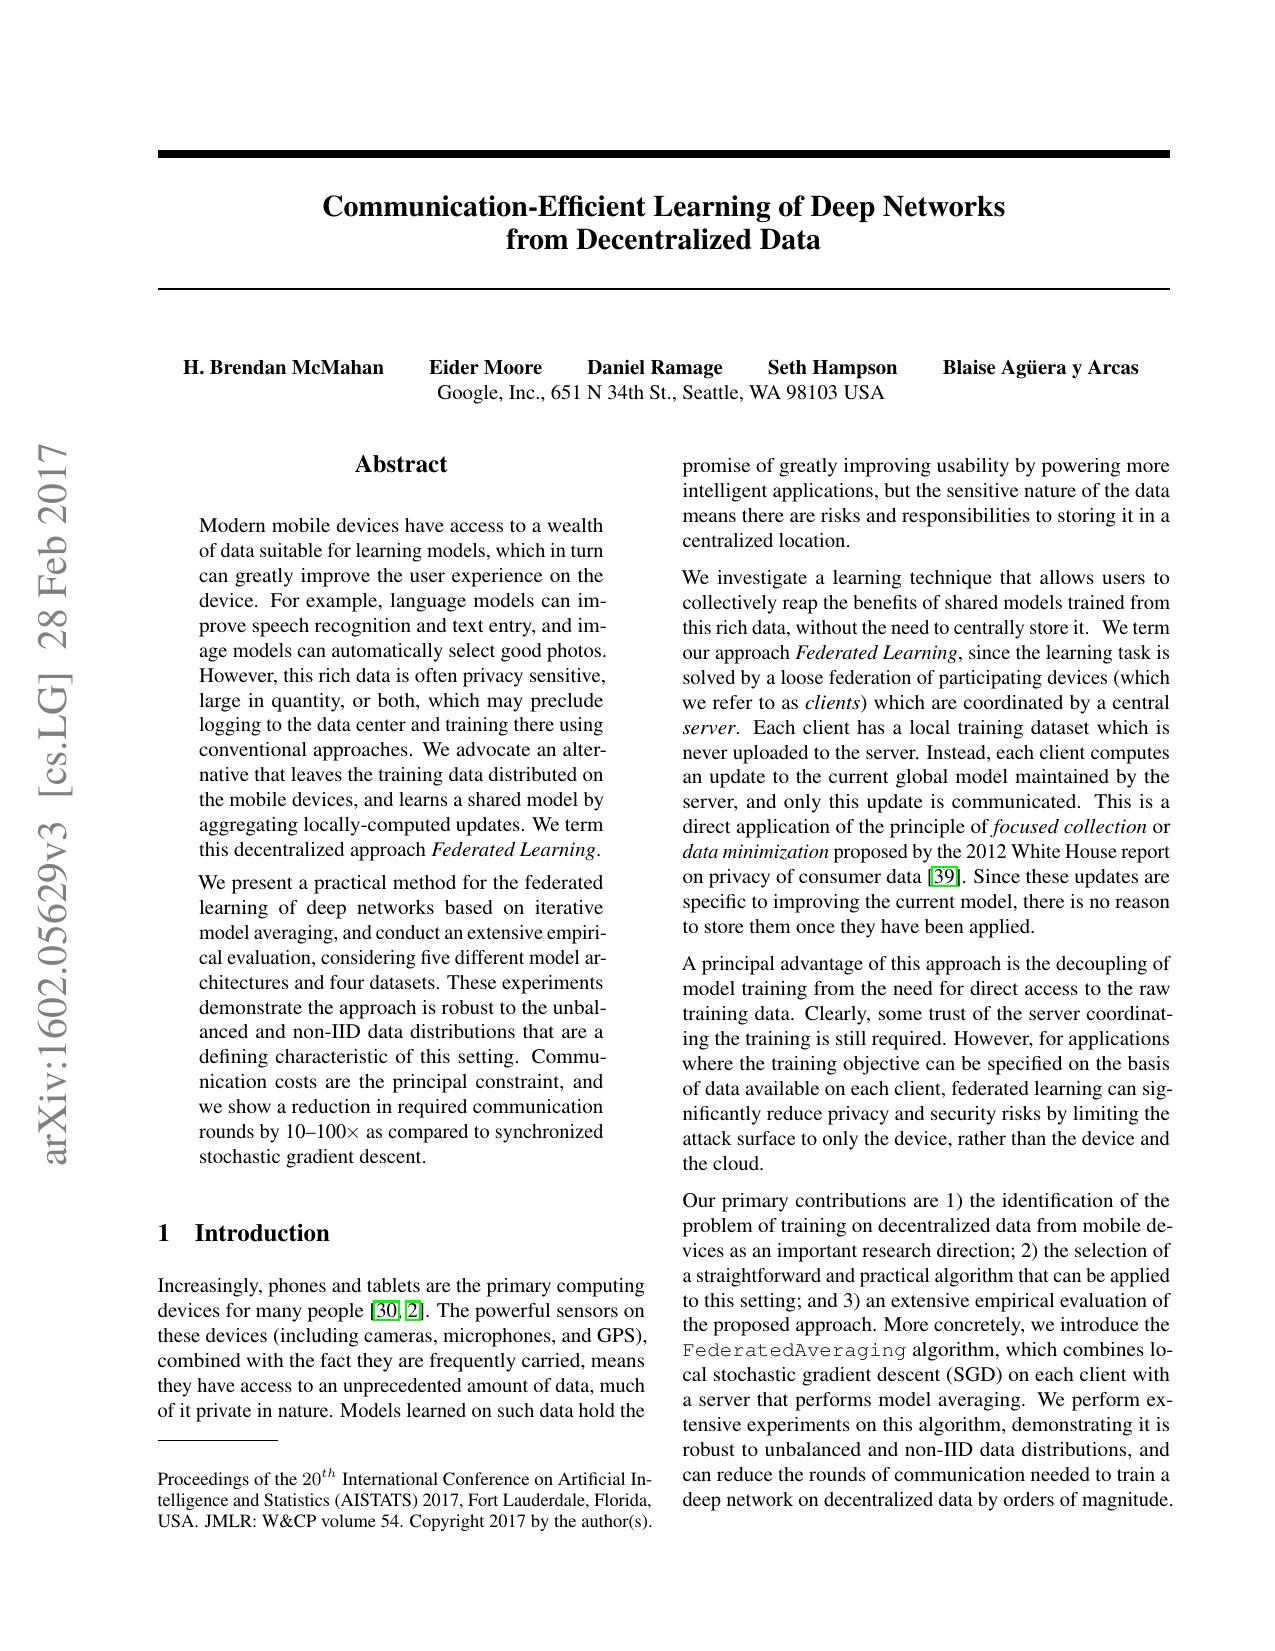 Communication-Efficient Learning of Deep Networks
from Decentralized Data
H. Brendan McMahan Eider Moore Daniel Ramage Seth Hampson Blaise Agüera y Arcas
Google, Inc., 651 N 34th St., Seattle, WA 98103 USA
arXiv:1602.05629v3 [cs.LG] 28 Feb 2017
Abstract
Modern mobile devices have access to a wealth
of data suitable for learning models, which in turn
can greatly improve the user experience on the
device. For example, language models can im-
prove speech recognition and text entry, and im-
age models can automatically select good photos.
However, this rich data is often privacy sensitive,
large in quantity, or both, which may preclude
logging to the data center and training there using
conventional approaches. We advocate an alter-
native that leaves the training data distributed on
the mobile devices, and learns a shared model by
aggregating locally-computed updates. We term
this decentralized approach Federated Learning.
We present a practical method for the federated
learning of deep networks based on iterative
model averaging, and conduct an extensive empiri-
cal evaluation, considering five different model ar-
chitectures and four datasets. These experiments
demonstrate the approach is robust to the unbal-
anced and non-IID data distributions that are a
defining characteristic of this setting. Commu-
nication costs are the principal constraint, and
we show a reduction in required communication
rounds by 10–100× as compared to synchronized
stochastic gradient descent.
1 Introduction
Increasingly, phones and tablets are the primary computing
devices for many people [30, 2]. The powerful sensors on
these devices (including cameras, microphones, and GPS),
combined with the fact they are frequently carried, means
they have access to an unprecedented amount of data, much
of it private in nature. Models learned on such data hold the
Proceedings of the 20th International Conference on Artificial In-
telligence and Statistics (AISTATS) 2017, Fort Lauderdale, Florida,
USA. JMLR: W&CP volume 54. Copyright 2017 by the author(s).
promise of greatly improving usability by powering more
intelligent applications, but the sensitive nature of the data
means there are risks and responsibilities to storing it in a
centralized location.
We investigate a learning technique that allows users to
collectively reap the benefits of shared models trained from
this rich data, without the need to centrally store it. We term
our approach Federated Learning, since the learning task is
solved by a loose federation of participating devices (which
we refer to as clients) which are coordinated by a central
server. Each client has a local training dataset which is
never uploaded to the server. Instead, each client computes
an update to the current global model maintained by the
server, and only this update is communicated. This is a
direct application of the principle of focused collection or
data minimization proposed by the 2012 White House report
on privacy of consumer data [39]. Since these updates are
specific to improving the current model, there is no reason
to store them once they have been applied.
A principal advantage of this approach is the decoupling of
model training from the need for direct access to the raw
training data. Clearly, some trust of the server coordinat-
ing the training is still required. However, for applications
where the training objective can be specified on the basis
of data available on each client, federated learning can sig-
nificantly reduce privacy and security risks by limiting the
attack surface to only the device, rather than the device and
the cloud.
Our primary contributions are 1) the identification of the
problem of training on decentralized data from mobile de-
vices as an important research direction; 2) the selection of
a straightforward and practical algorithm that can be applied
to this setting; and 3) an extensive empirical evaluation of
the proposed approach. More concretely, we introduce the
FederatedAveraging algorithm, which combines lo-
cal stochastic gradient descent (SGD) on each client with
a server that performs model averaging. We perform ex-
tensive experiments on this algorithm, demonstrating it is
robust to unbalanced and non-IID data distributions, and
can reduce the rounds of communication needed to train a
deep network on decentralized data by orders of magnitude.